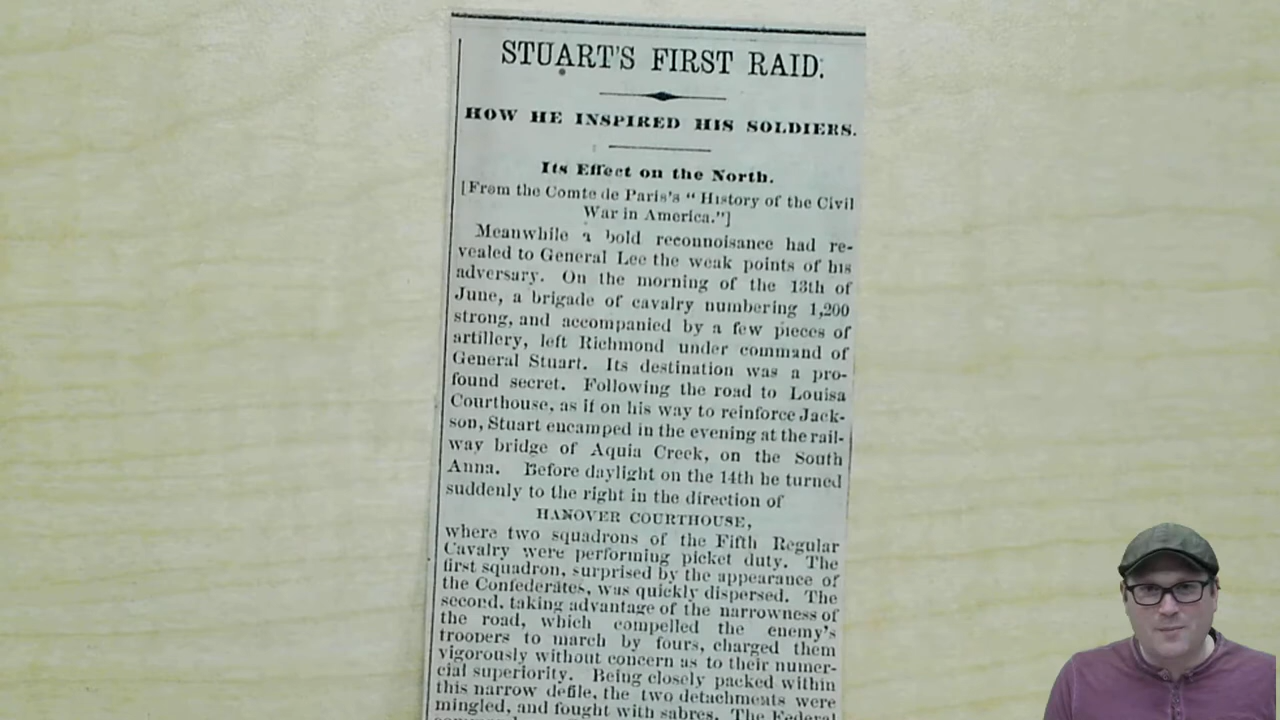 STUART'S FIRST RAID.
HOW HE INSPIRED HIS SOLDIERS.
Its Effect on the North.
[From the Comte de Paris's "History of the Civil
War in America."]
Meanwhile a bold reconnoisance had re-
vealed to General Lee the weak points of his
adversary. On the morning of the 13th of
June, a brigade of cavalry numbering 1,200
strong, and accompanied by a few pieces of
artillery, left Richmond under command of
General Stuart. Its destination was a pro-
found secret. Following the road to Louisa
Courthouse, as if on his way to reinforce Jack-
son, Stuart encamped in the evening at the rail-
way bridge of Aquia Creek, on the South
Anna. Before daylight on the 14th he turned
suddenly to the right in the direction of
HANOVER COURTHOUSE,
where two squadrons of the Fifth Regular
Cavalry were performing picket duty. The
first squadron, surprised by the appearance of
the Confederates, was quickly dispersed. The
second, taking advantage of the narrowness of
the road, which compelled the enemy's
troopers to march by fours, charged them
vigorously without concern as to their numer-
cial superiority. Being closely packed within
this narrow defile, the two detachments were
mingled, and fought with sabres. The Federal